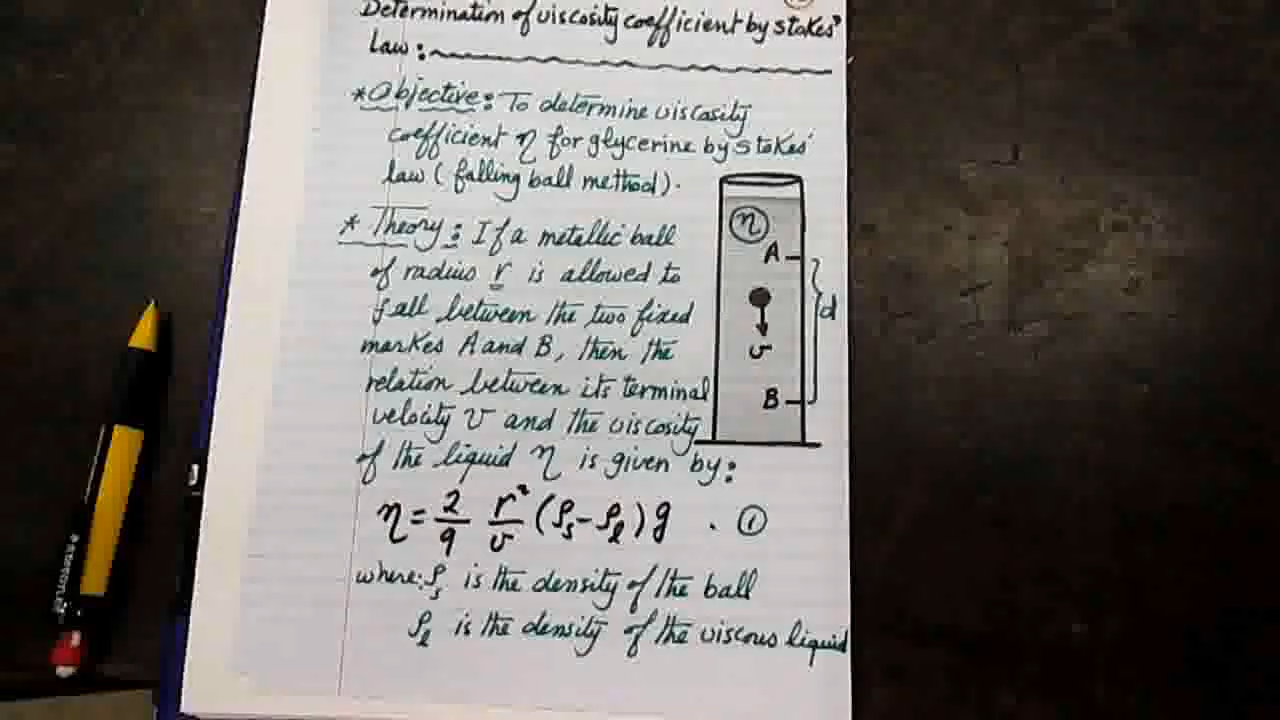 Determination of viscosity coefficient by stokes'
Law:
*Objective: To determine viscosity
coefficient η for glycerine by stokes'
law (falling ball method).
* Theory: If a metallic ball
of radius r is allowed to
fall between the two fixed
markes A and B, then the
relation between its terminal
velocity v and the viscosity
of the liquid η is given by:
η = 2/9 r²/v (ρs - ρl) g . ①
where: ρs is the density of the ball
ρl is the density of the viscous liquid
η
A
d
v
B